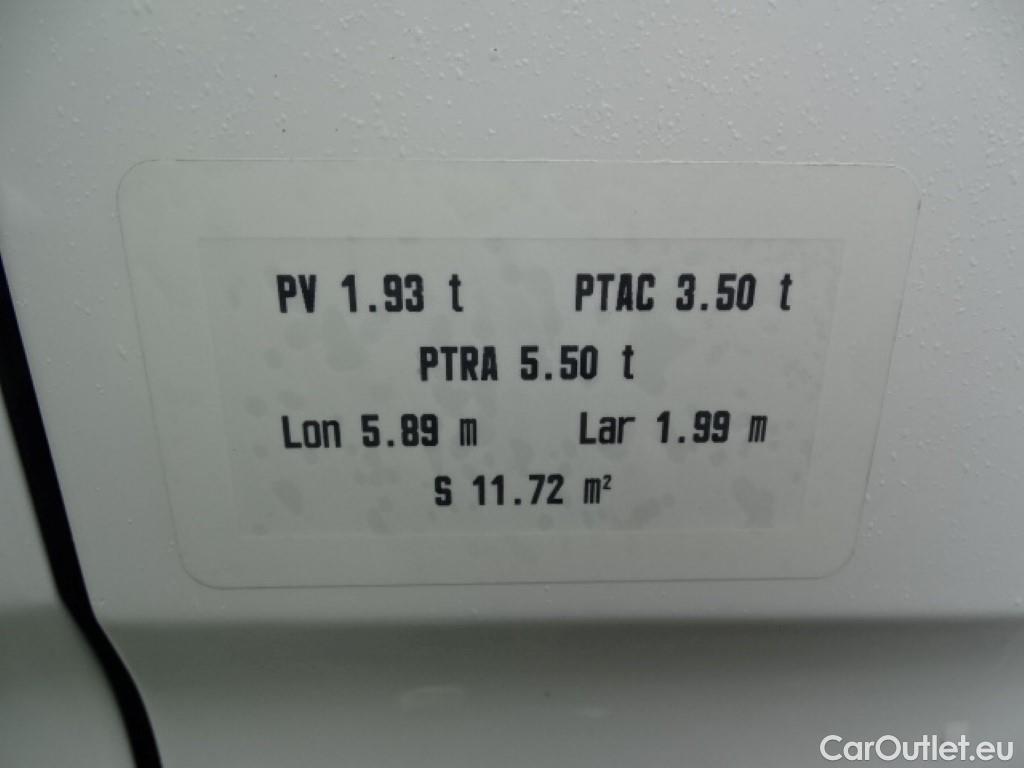 PV 1.93 t PTAC 3.50 t
PTRA 5.50 t
Lon 5.89 m Lar 1.99 m
S 11.72 m²
CarOutlet.eu